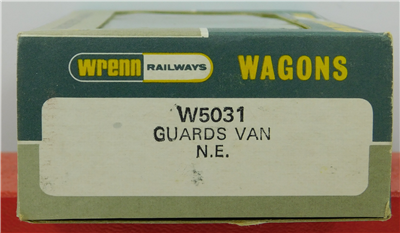 wrenn RAILWAYS WAGONS
W5031
GUARDS VAN
N.E.